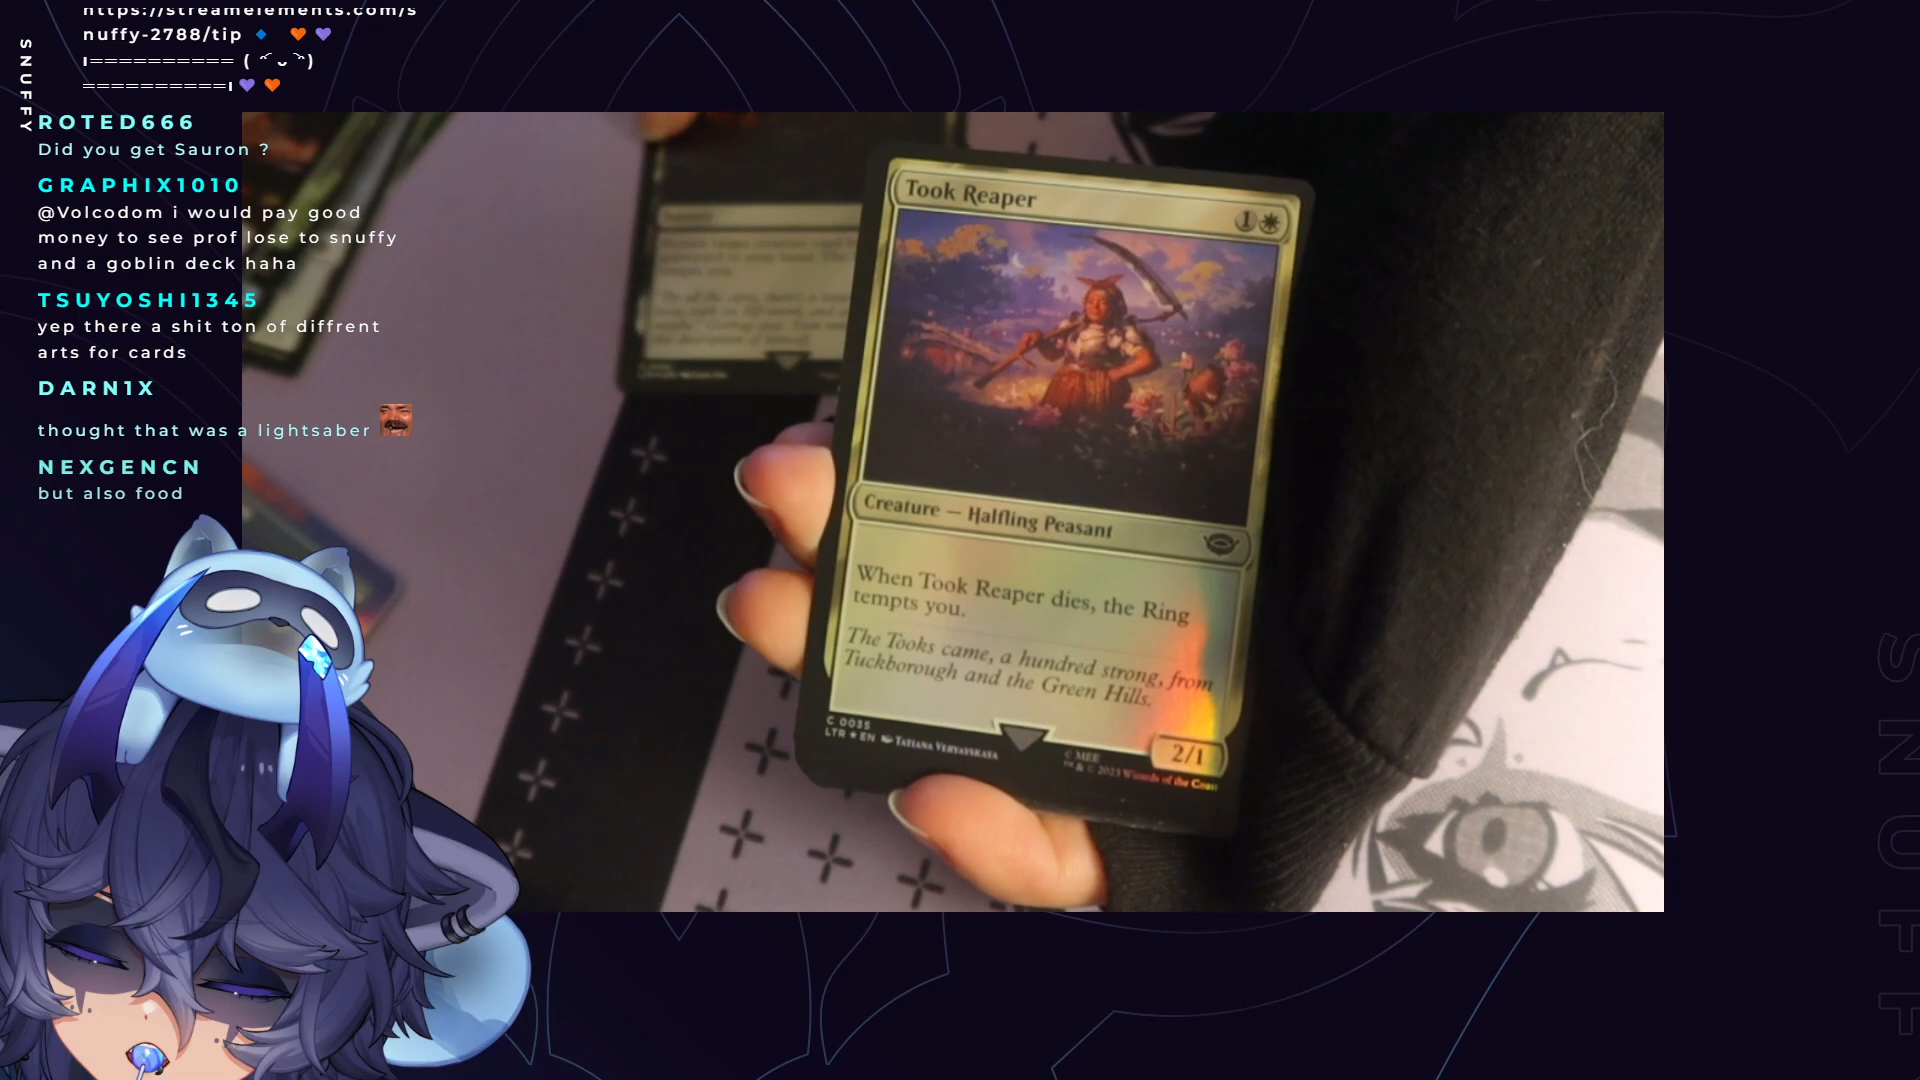 https://streamelements.com/s
nuffy-2788/tip
SNUFFY
ROTED666
Did you get Sauron ?
GRAPHIX1010
@Volcodom i would pay good
money to see prof lose to snuffy
and a goblin deck haha
TSUYOSHI1345
yep there a shit ton of diffrent
arts for cards
DARN1X
thought that was a lightsaber
NEXGENCN
but also food
Took Reaper
1
Creature — Halfling Peasant
When Took Reaper dies, the Ring
tempts you.
The Tooks came, a hundred strong, from
Tuckborough and the Green Hills.
2/1
C 0035
LTR ★ EN Tatiana Veryayskaya
© MEE
™ & © 2023 Wizards of the Coast
SNUFF